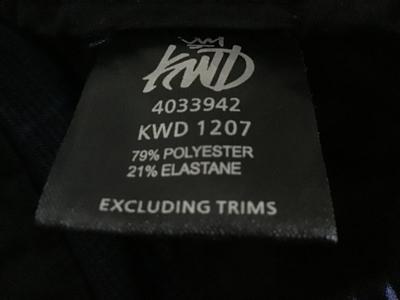 KWD
4033942
KWD 1207
79% POLYESTER
21% ELASTANE
EXCLUDING TRIMS